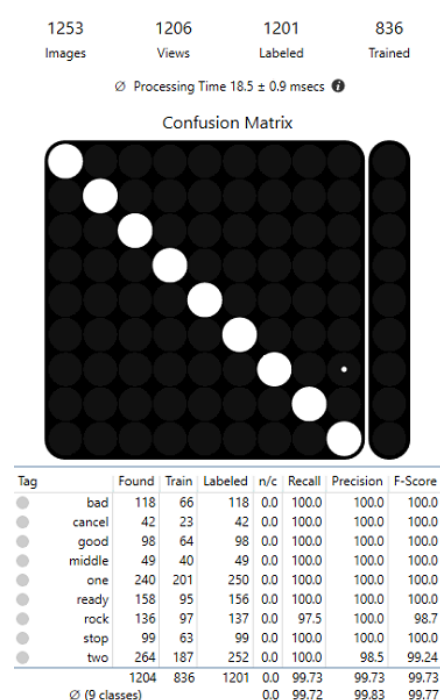 1253 1206 1201 836
Images Views Labeled Trained
∅ Processing Time 18.5 ± 0.9 msecs i
Confusion Matrix
Tag Found Train Labeled n/c Recall Precision F-Score
bad 118 66 118 0.0 100.0 100.0 100.0
cancel 42 23 42 0.0 100.0 100.0 100.0
good 98 64 98 0.0 100.0 100.0 100.0
middle 49 40 49 0.0 100.0 100.0 100.0
one 240 201 250 0.0 100.0 100.0 100.0
ready 158 95 156 0.0 100.0 100.0 100.0
rock 136 97 137 0.0 97.5 100.0 98.7
stop 99 63 99 0.0 100.0 100.0 100.0
two 264 187 252 0.0 100.0 98.5 99.24
1204 836 1201 0.0 99.73 99.73 99.73
∅ (9 classes) 0.0 99.72 99.83 99.77